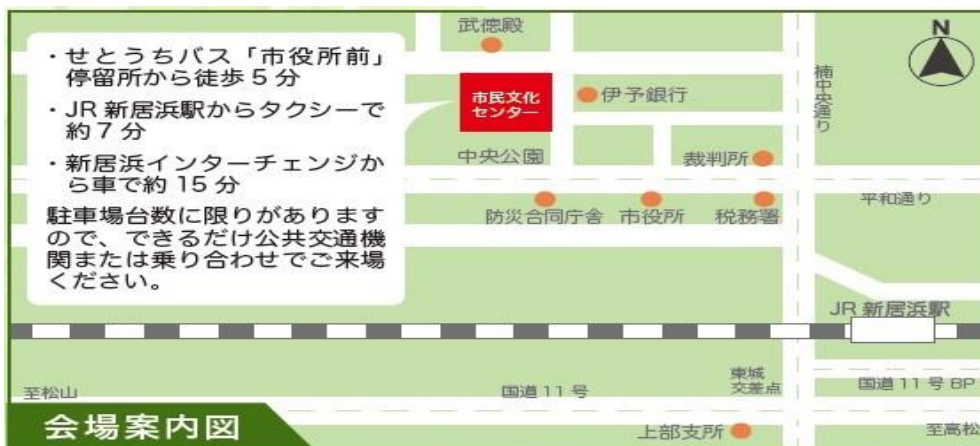 ・せとうちバス「市役所前」
停留所から徒歩5分
・JR 新居浜駅からタクシーで
約7分
・新居浜インターチェンジか
ら車で約15分
駐車場台数に限りがあります
ので、できるだけ公共交通機
関または乗り合わせでご来場
ください。
武徳殿
N
市民文化
センター
伊予銀行
楠中央通り
中央公園
裁判所
平和通り
防災合同庁舎
市役所
税務署
JR 新居浜駅
至松山
国道11号
東城
交差点
国道11号BP
会場案内図
上部支所
至高松